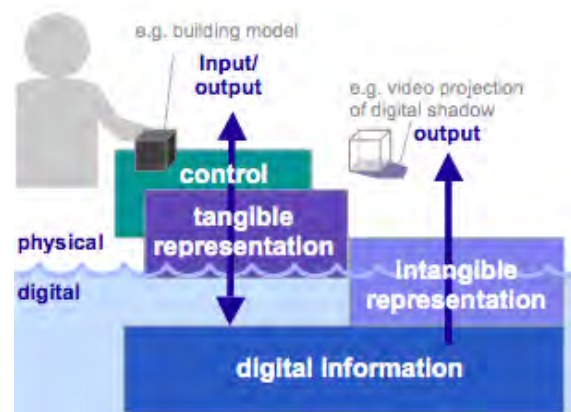 e.g. building model
Input/
output
e.g. video projection
of digital shadow
output
control
tangible
representation
physical
digital
intangible
representation
digital information